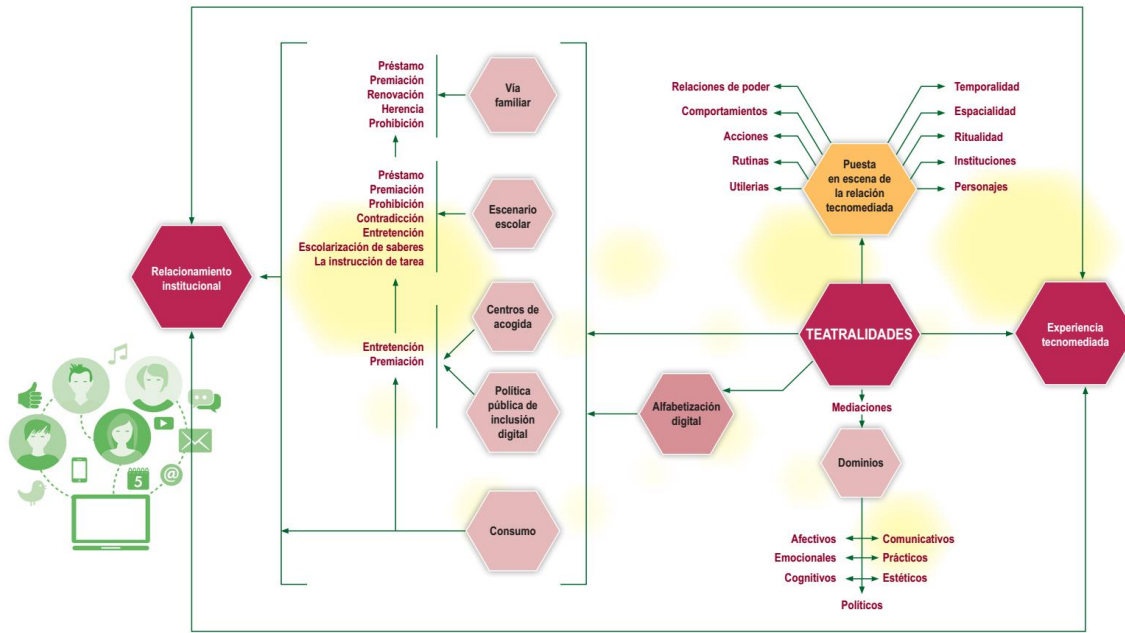 Relacionamiento
institucional
Préstamo
Premiación
Renovación
Herencia
Prohibición
Vía
familiar
Préstamo
Premiación
Prohibición
Contradicción
Entretención
Escolarización de saberes
La instrucción de tarea
Escenario
escolar
Entretención
Premiación
Centros de
acogida
Política
pública de
inclusión
digital
Consumo
Alfabetización
digital
Relaciones de poder
Comportamientos
Acciones
Rutinas
Utilerias
Puesta
en escena de
la relación
tecnomediada
Temporalidad
Espacialidad
Ritualidad
Instituciones
Personajes
TEATRALIDADES
Experiencia
tecnomediada
Mediaciones
Dominios
Afectivos
Comunicativos
Emocionales
Prácticos
Cognitivos
Estéticos
Políticos
5
@